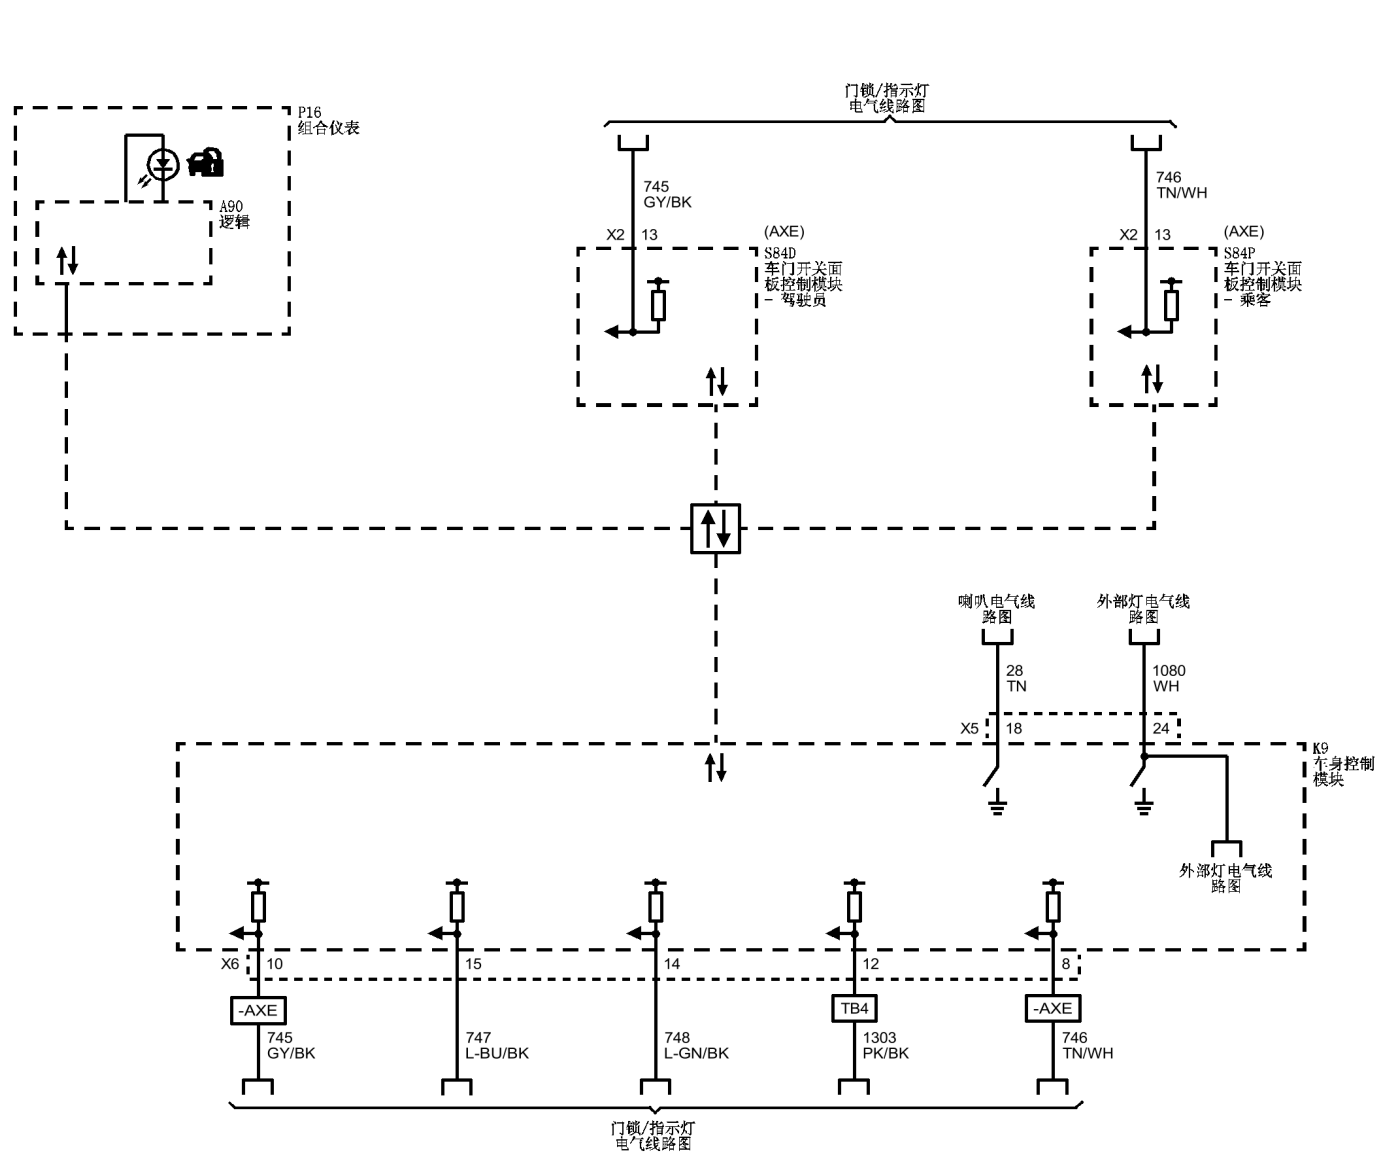 门锁/指示灯
电气线路图
P16
组合仪表
A90
逻辑
745
GY/BK
746
TN/WH
X2 13
(AXE)
S84D
车门开关面
板控制模块
- 驾驶员
X2 13
(AXE)
S84P
车门开关面
板控制模块
- 乘客
喇叭电气线
路图
外部灯电气线
路图
28
TN
1080
WH
X5 18 24
K9
车身控制
模块
外部灯电气线
路图
X6 10 15 14 12 8
-AXE TB4 -AXE
745
GY/BK
747
L-BU/BK
748
L-GN/BK
1303
PK/BK
746
TN/WH
门锁/指示灯
电气线路图